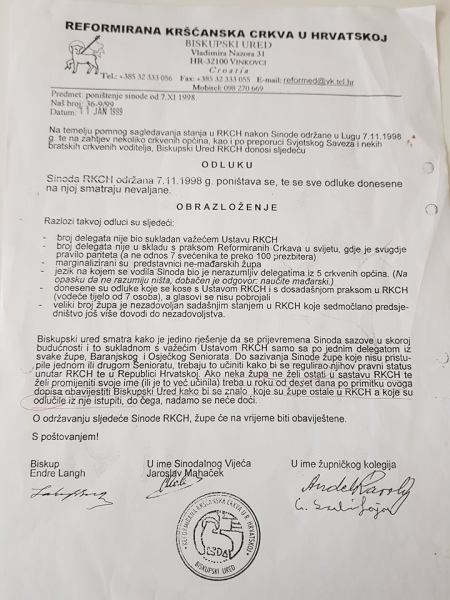 REFORMIRANA KRŠĆANSKA CRKVA U HRVATSKOJ
BISKUPSKI URED
Vladimira Nazora 31
HR-32100 VINKOVCI
Croatia
Tel.: +385 32 333 056 Fax: +385 32 333 055 E-mail: reformed@vk.tel.hr
Mobitel: 098 270 669
Predmet: poništenje sinode od 7.XI 1998.
Naš broj: 36-9/99
Datum: 11 JAN 1999
Na temelju pomnog sagledavanja stanja u RKCH nakon Sinode održane u Lugu 7.11.1998
g. te na zahtjev nekoliko crkvenih općina, kao i po preporuci Svjetskog Saveza i nekih
bratskih crkvenih voditelja, Biskupski Ured RKCH donosi sljedeću
ODLUKU
Sinoda RKCH održana 7.11.1998 g. poništava se, te se sve odluke donesene
na njoj smatraju nevaljane.
OBRAZLOŽENJE
Razlozi takvoj odluci su sljedeći:
- broj delegata nije bio sukladan važećem Ustavu RKCH
- broj delegata nije u skladu s praksom Reformiranih Crkava u svijetu, gdje je svugdje
pravilo pariteta (a ne odnos 7 svećenika te preko 100 prezbitera)
- marginalizirani su predstavnici ne-mađarskih župa
- jezik na kojem se vodila Sinoda bio je nerazumljiv delegatima iz 5 crkvenih općina. (Na
opasku da ne razumiju ništa, dobačen je odgovor: naučite mađarski.)
- donesene su odluke koje se kose s Ustavom RKCH i s dosadašnjom praksom u RKCH
(vodeće tijelo od 7 osoba), a glasovi se nisu pobrojali
- veliki broj župa je nezadovoljan sadašnjim stanjem u RKCH koje sedmočlano predsje-
dništvo još više dovodi do nezadovoljstva.
Biskupski ured smatra kako je jedino rješenje da se prijevremena Sinoda sazove u skoroj
budućnosti i to sukladnom s važećim Ustavom RKCH samo sa po jednim delegatom iz
svake župe, Baranjskog i Osječkog Seniorata. Do sazivanja Sinode župe koje nisu pristu-
pile jednom ili drugom Senioratu, trebaju to učiniti kako bi se regulirao njihov pravni status
unutar RKCH te u Republici Hrvatskoj. Ako neka župa ne želi ostati u sastavu RKCH te
želi promijeniti svoje ime (ili je to već učinila) treba u roku od deset dana po primitku ovoga
dopisa obavijestiti Biskupski Ured kako bi se znalo koje su župe ostale u RKCH a koje su
odlučile iz nje istupiti, do čega, nadamo se neće doći.
O održavanju sljedeće Sinode RKCH, župe će na vrijeme biti obaviještene.
S poštovanjem!
Biskup
Endre Langh
U ime Sinodalnog Vijeća
Jaroslav Mahaček
U ime župničkog kolegija
REFORMIRANA KRŠĆANSKA CRKVA U R. HRVATSKOJ
BISKUPSKI URED